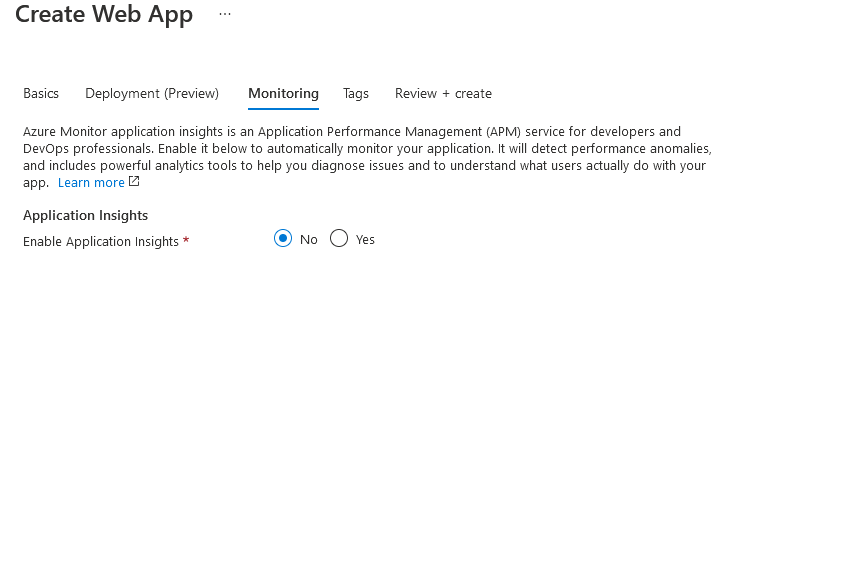 Create Web App ...
Basics Deployment (Preview) Monitoring Tags Review + create
Azure Monitor application insights is an Application Performance Management (APM) service for developers and
DevOps professionals. Enable it below to automatically monitor your application. It will detect performance anomalies,
and includes powerful analytics tools to help you diagnose issues and to understand what users actually do with your
app. Learn more
Application Insights
Enable Application Insights * No Yes